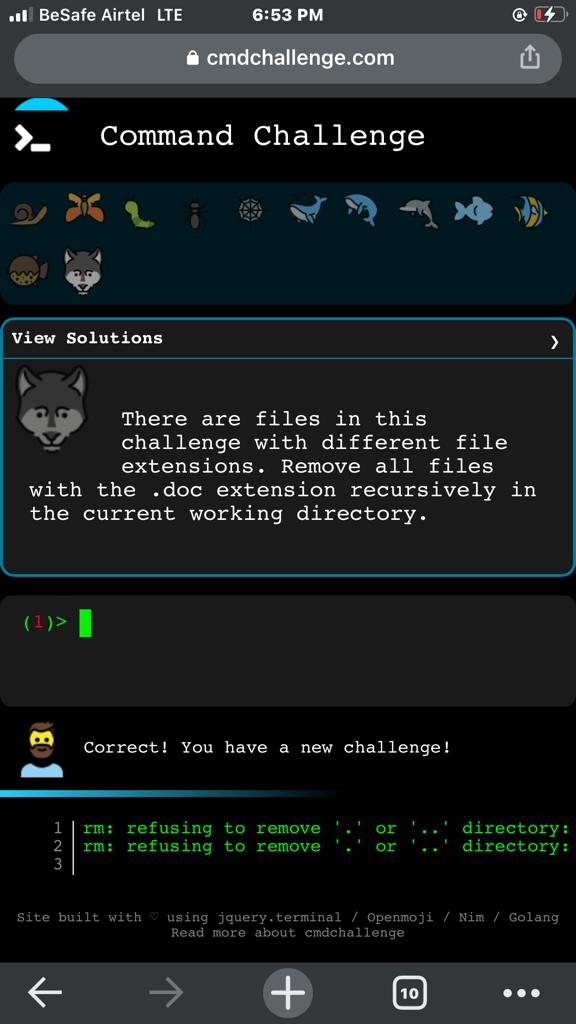 BeSafe Airtel LTE 6:53 PM
cmdchallenge.com
Command Challenge
View Solutions
There are files in this
challenge with different file
extensions. Remove all files
with the .doc extension recursively in
the current working directory.
(1)>
Correct! You have a new challenge!
1 rm: refusing to remove '.' or '..' directory:
2 rm: refusing to remove '.' or '..' directory:
3
Site built with ♡ using jquery.terminal / Openmoji / Nim / Golang
Read more about cmdchallenge
10